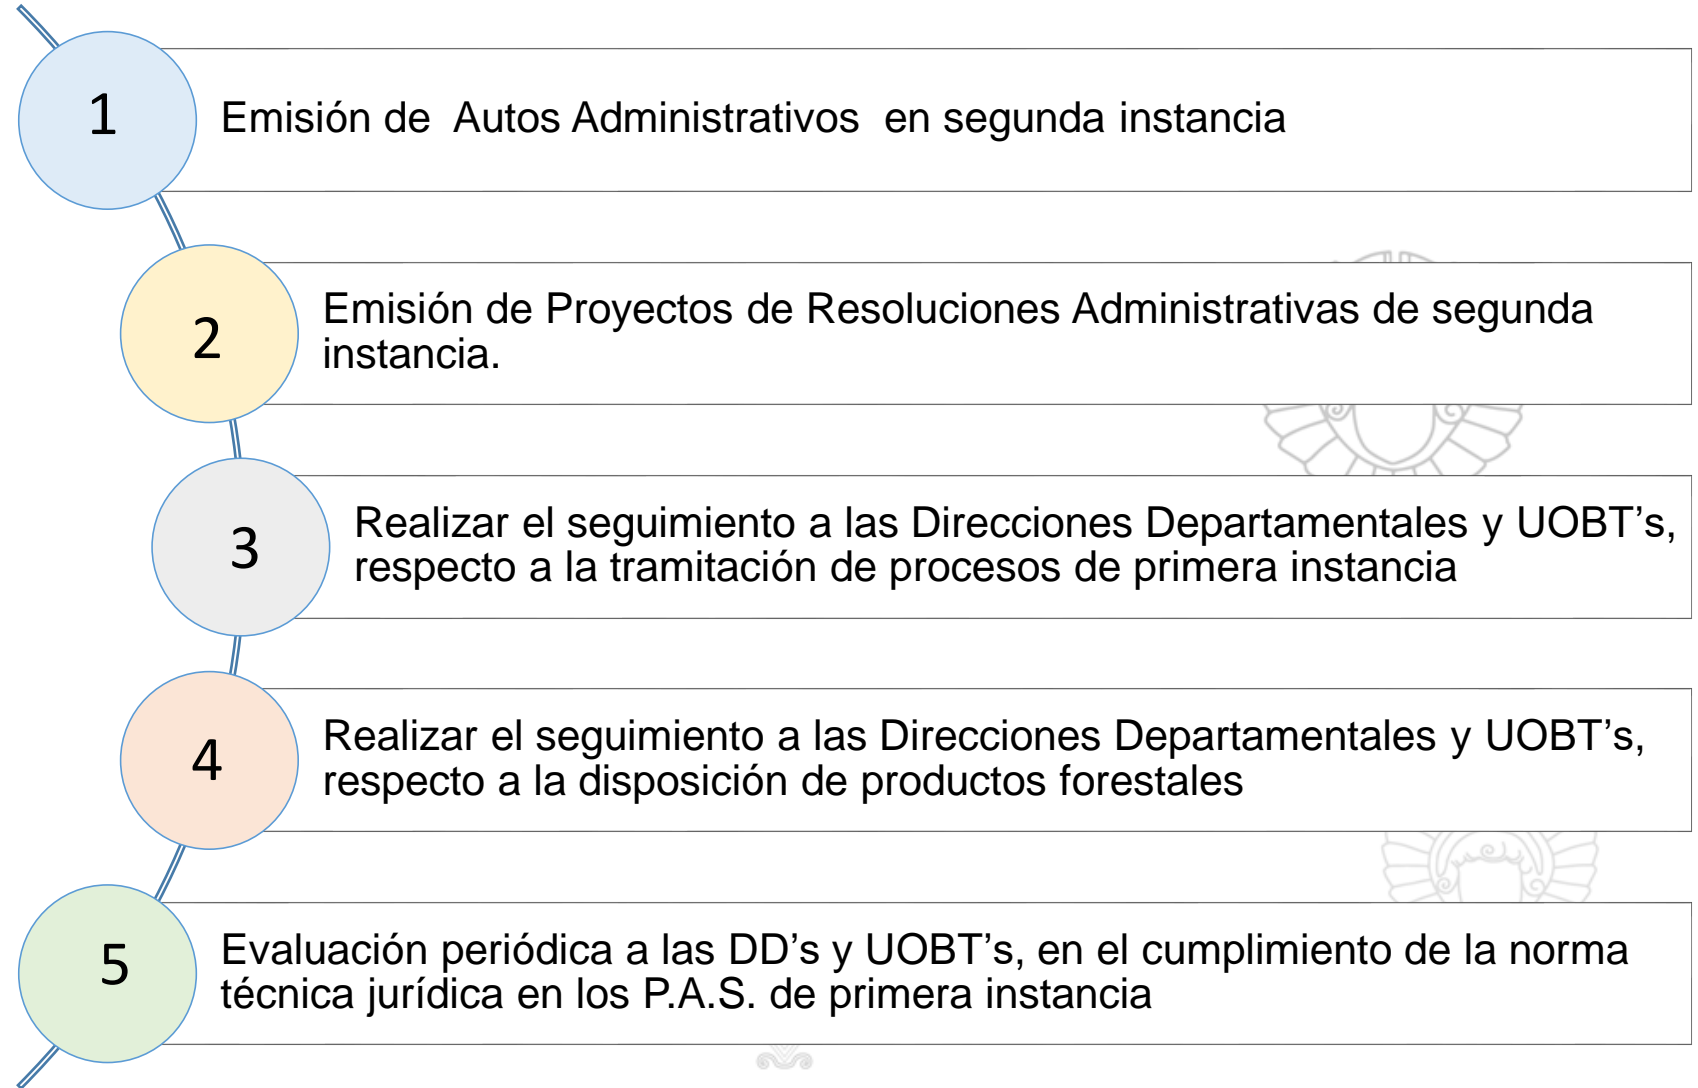 1
Emisión de Autos Administrativos en segunda instancia
2
Emisión de Proyectos de Resoluciones Administrativas de segunda
instancia.
3
Realizar el seguimiento a las Direcciones Departamentales y UOBT’s,
respecto a la tramitación de procesos de primera instancia
4
Realizar el seguimiento a las Direcciones Departamentales y UOBT’s,
respecto a la disposición de productos forestales
5
Evaluación periódica a las DD’s y UOBT’s, en el cumplimiento de la norma
técnica jurídica en los P.A.S. de primera instancia